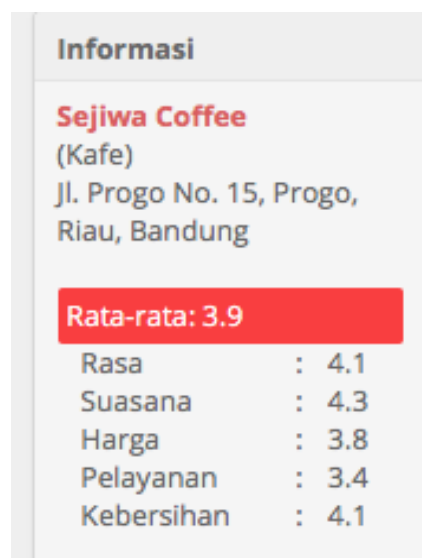 Informasi
Sejiwa Coffee
(Kafe)
Jl. Progo No. 15, Progo,
Riau, Bandung
Rata-rata: 3.9
Rasa : 4.1
Suasana : 4.3
Harga : 3.8
Pelayanan : 3.4
Kebersihan : 4.1